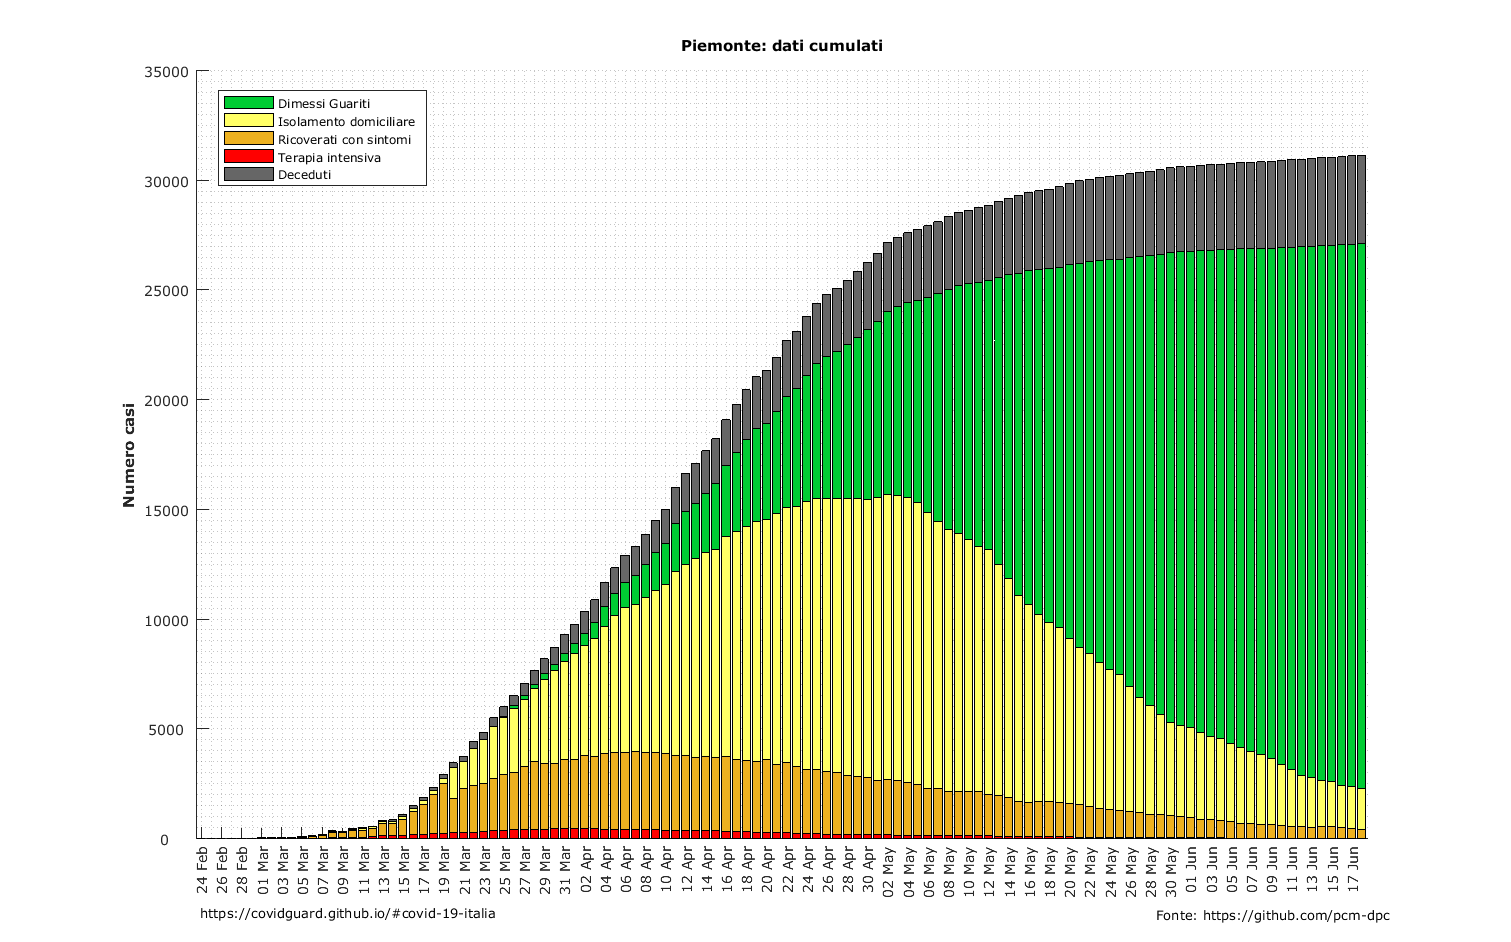 Piemonte: dati cumulati
35000
30000
25000
20000
15000
10000
5000
0
Numero casi
Dimessi Guariti
Isolamento domiciliare
Ricoverati con sintomi
Terapia intensiva
Deceduti
24 Feb
26 Feb
28 Feb
01 Mar
03 Mar
05 Mar
07 Mar
09 Mar
11 Mar
13 Mar
15 Mar
17 Mar
19 Mar
21 Mar
23 Mar
25 Mar
27 Mar
29 Mar
31 Mar
02 Apr
04 Apr
06 Apr
08 Apr
10 Apr
12 Apr
14 Apr
16 Apr
18 Apr
20 Apr
22 Apr
24 Apr
26 Apr
28 Apr
30 Apr
02 May
04 May
06 May
08 May
10 May
12 May
14 May
16 May
18 May
20 May
22 May
24 May
26 May
28 May
30 May
01 Jun
03 Jun
05 Jun
07 Jun
09 Jun
11 Jun
13 Jun
15 Jun
17 Jun
https://covidguard.github.io/#covid-19-italia
Fonte: https://github.com/pcm-dpc